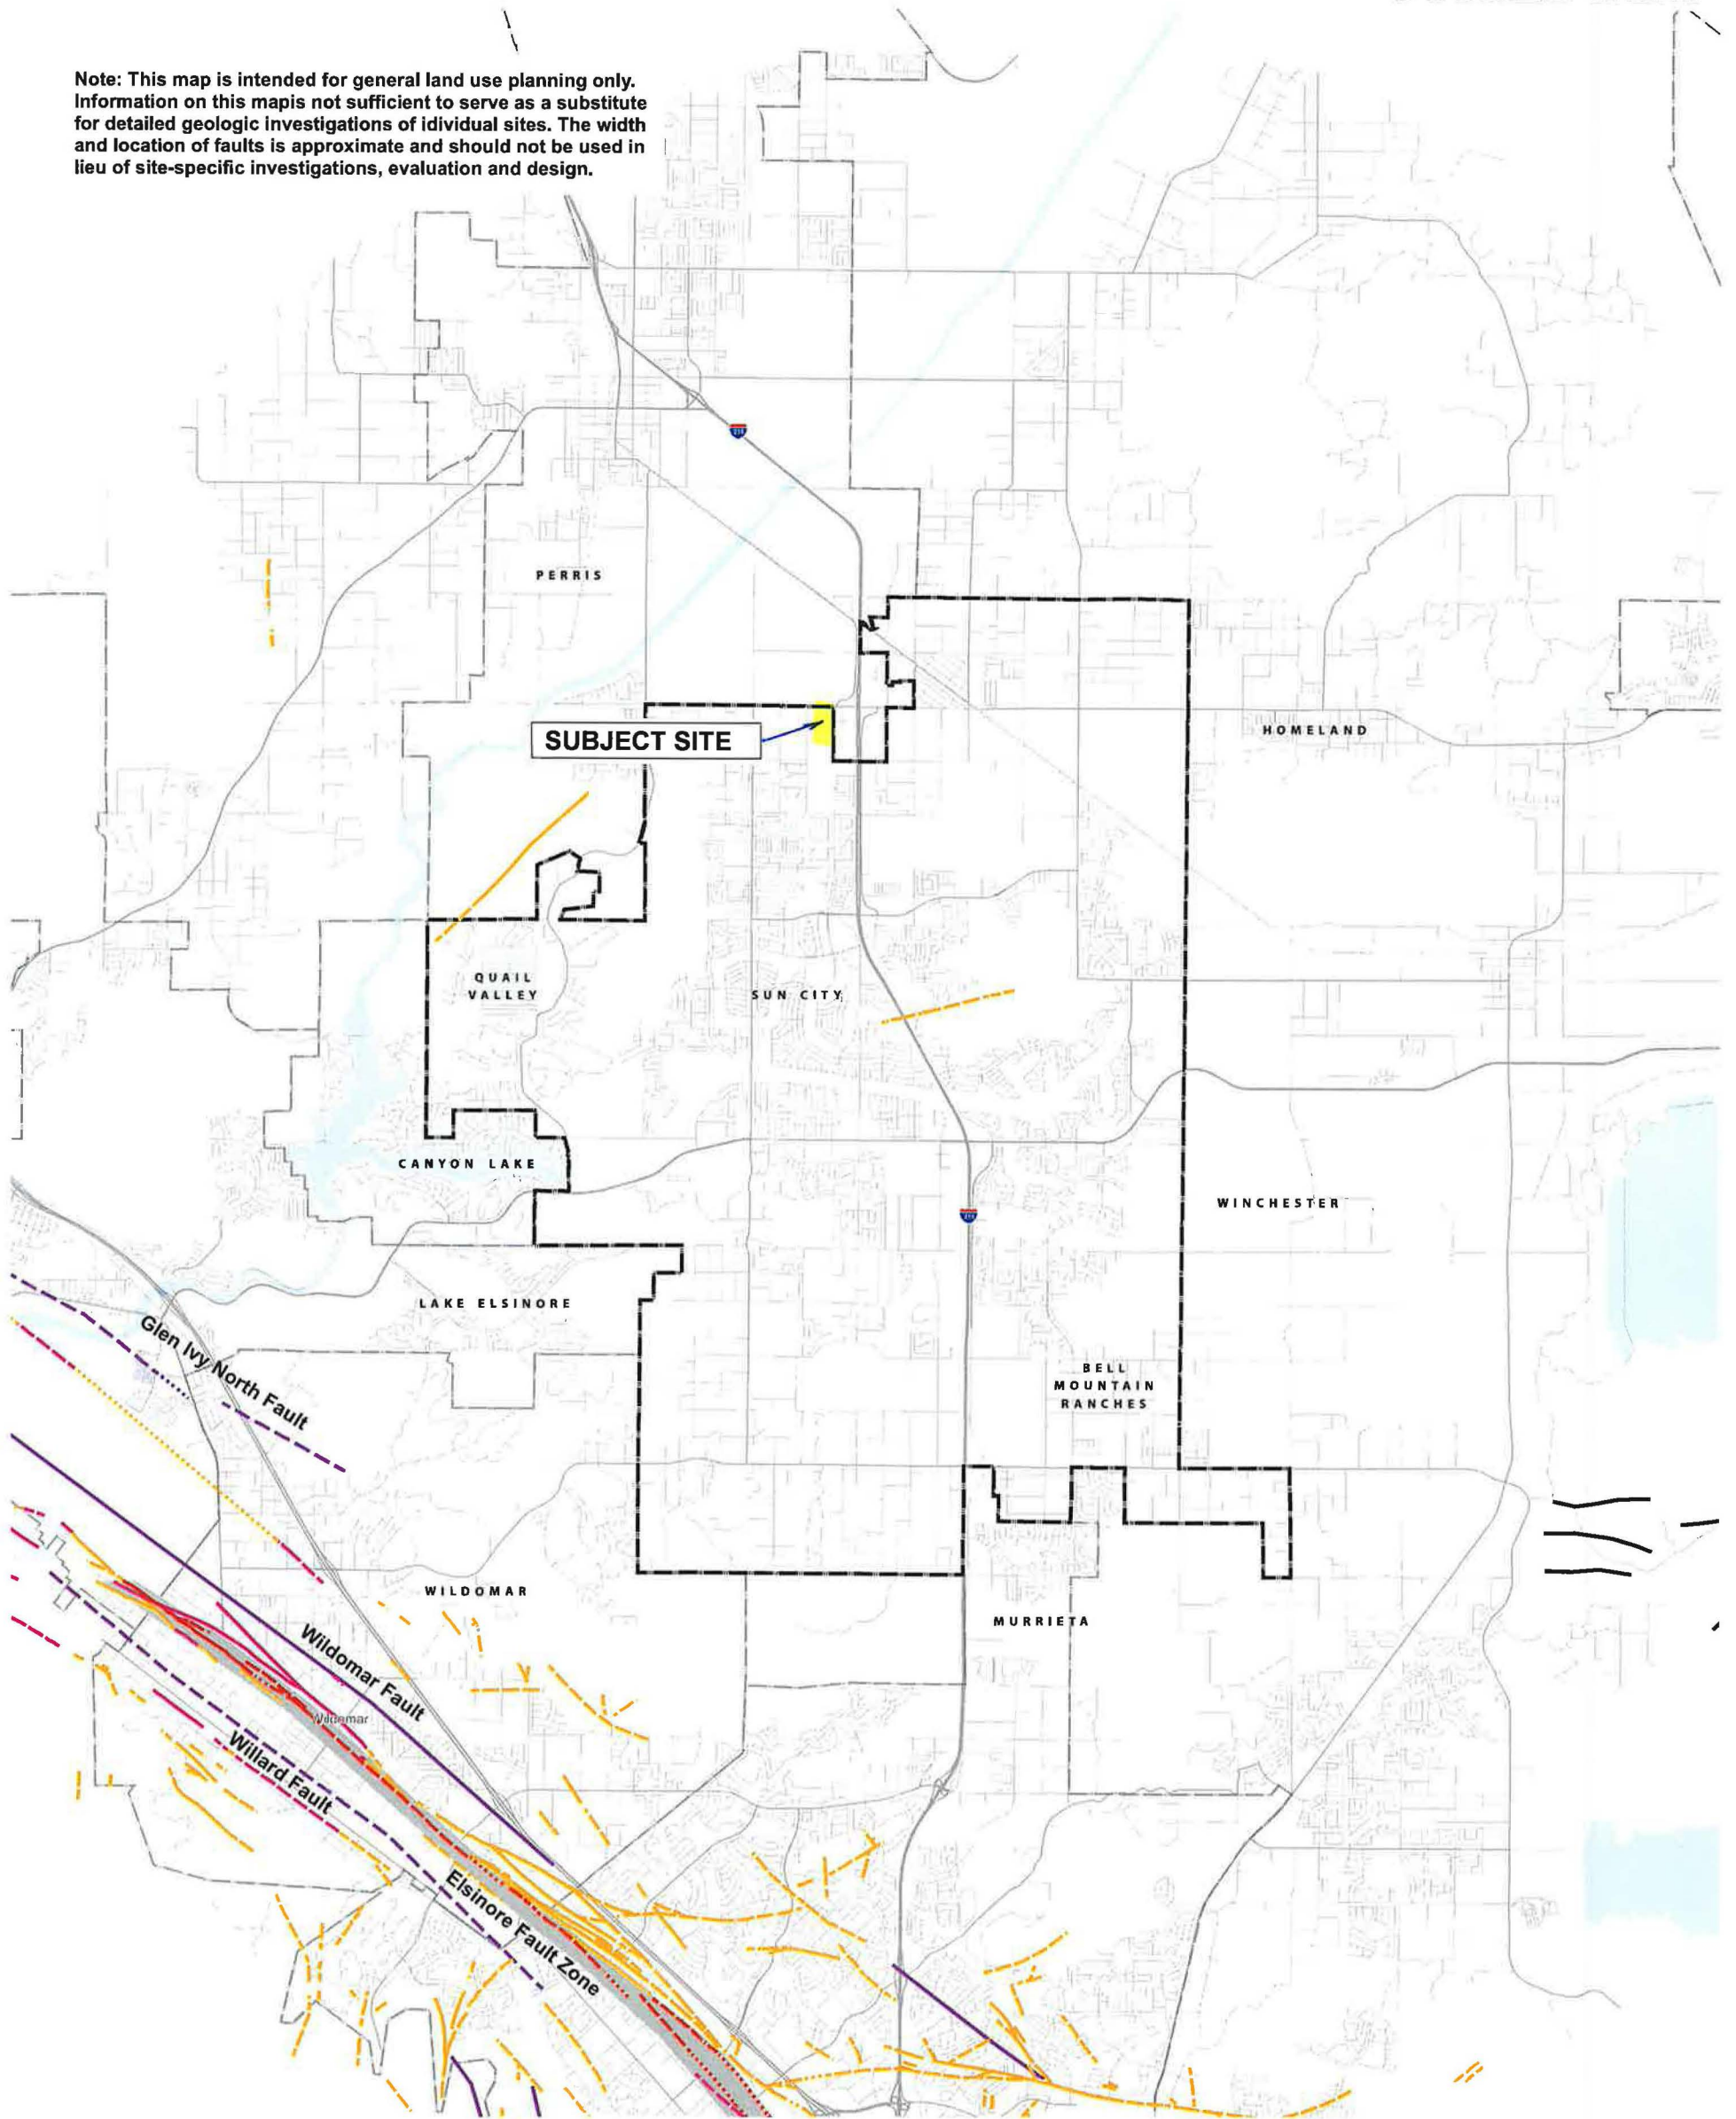 Note: This map is intended for general land use planning only.
Information on this mapis not sufficient to serve as a substitute
for detailed geologic investigations of idividual sites. The width
and location of faults is approximate and should not be used in
lieu of site-specific investigations, evaluation and design.
215
PERRIS
SUBJECT SITE
HOMELAND
QUAIL
VALLEY
SUN CITY
CANYON LAKE
WINCHESTER
215
LAKE ELSINORE
Glen Ivy North Fault
BELL
MOUNTAIN
RANCHES
WILDOMAR
MURRIETA
Wildomar Fault
Wildomar
Willard Fault
Elsinore Fault Zone